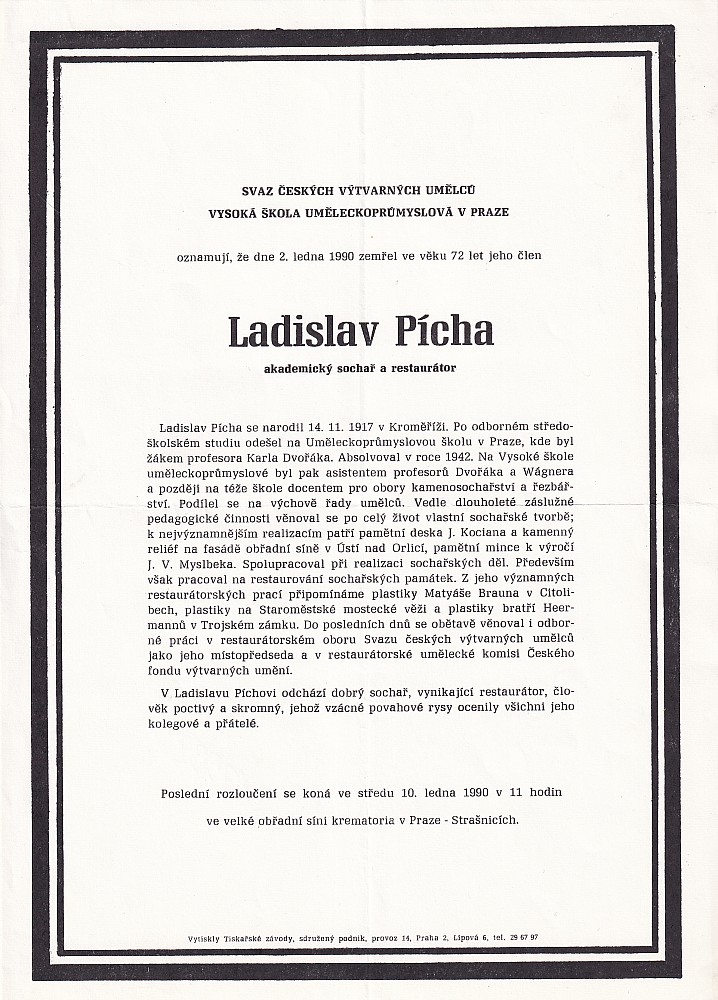 SVAZ ČESKÝCH VÝTVARNÝCH UMĚLCŮ
VYSOKÁ ŠKOLA UMĚLECKOPRŮMYSLOVÁ V PRAZE
oznamují, že dne 2. ledna 1990 zemřel ve věku 72 let jeho člen
Ladislav Pícha
akademický sochař a restaurátor
Ladislav Pícha se narodil 14. 11. 1917 v Kroměříži. Po odborném středo-
školském studiu odešel na Uměleckoprůmyslovou školu v Praze, kde byl
žákem profesora Karla Dvořáka. Absolvoval v roce 1942. Na Vysoké škole
uměleckoprůmyslové byl pak asistentem profesorů Dvořáka a Wágnera
a později na téže škole docentem pro obory kamenosochařství a řezbář-
ství. Podílel se na výchově řady umělců. Vedle dlouholeté záslužné
pedagogické činnosti věnoval se po celý život vlastní sochařské tvorbě;
k nejvýznamnějším realizacím patří pamětní deska J. Kociana a kamenný
reliéf na fasádě obřadní síně v Ústí nad Orlicí, pamětní mince k výročí
J. V. Myslbeka. Spolupracoval při realizaci sochařských děl. Především
však pracoval na restaurování sochařských památek. Z jeho významných
restaurátorských prací připomínáme plastiky Matyáše Brauna v Citoli-
bech, plastiky na Staroměstské mostecké věži a plastiky bratří Heer-
mannů v Trojském zámku. Do posledních dnů se obětavě věnoval i odbor-
né práci v restaurátorském oboru Svazu českých výtvarných umělců
jako jeho místopředseda a v restaurátorské umělecké komisi Českého
fondu výtvarných umění.
V Ladislavu Píchovi odchází dobrý sochař, vynikající restaurátor, člo-
věk poctivý a skromný, jehož vzácné povahové rysy ocenily všichni jeho
kolegové a přátelé.
Poslední rozloučení se koná ve středu 10. ledna 1990 v 11 hodin
ve velké obřadní síni krematoria v Praze - Strašnicích.
Vytiskly Tiskařské závody, sdružený podnik, provoz 14, Praha 2, Lípová 6, tel. 29 67 97